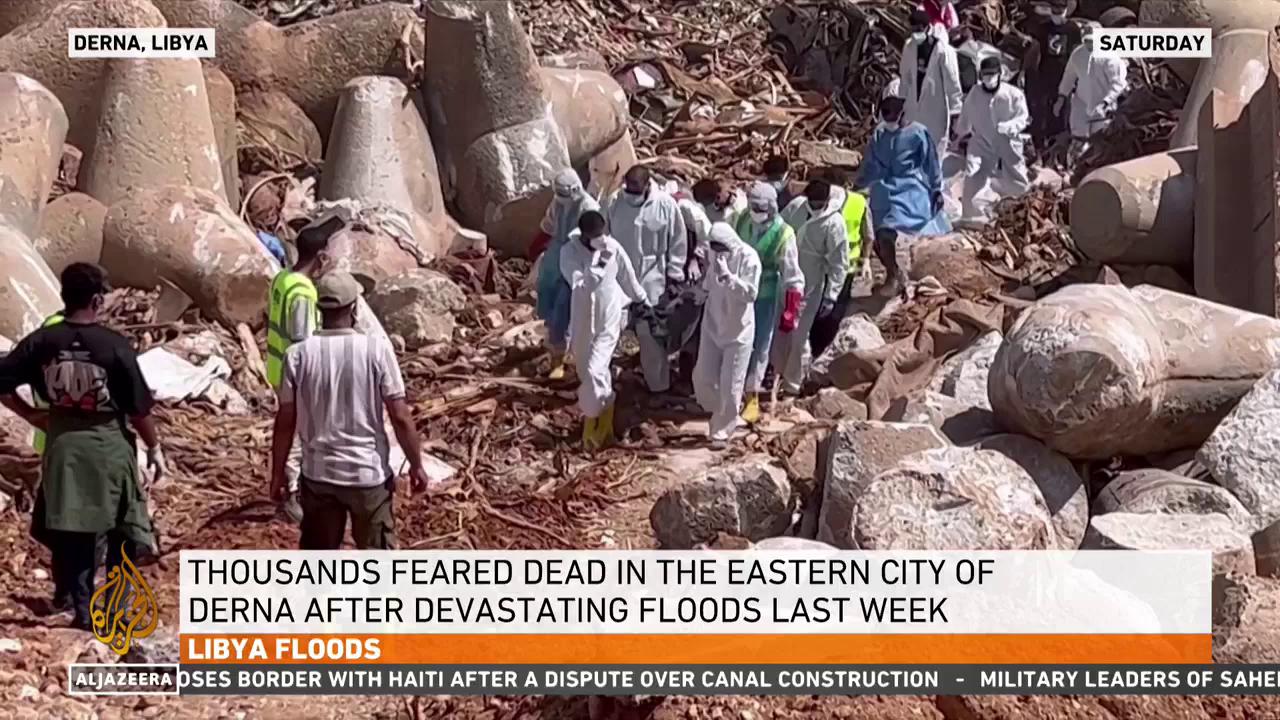 DERNA, LIBYA
SATURDAY
THOUSANDS FEARED DEAD IN THE EASTERN CITY OF
DERNA AFTER DEVASTATING FLOODS LAST WEEK
LIBYA FLOODS
ALJAZEERA
OSES BORDER WITH HAITI AFTER A DISPUTE OVER CANAL CONSTRUCTION - MILITARY LEADERS OF SAHE